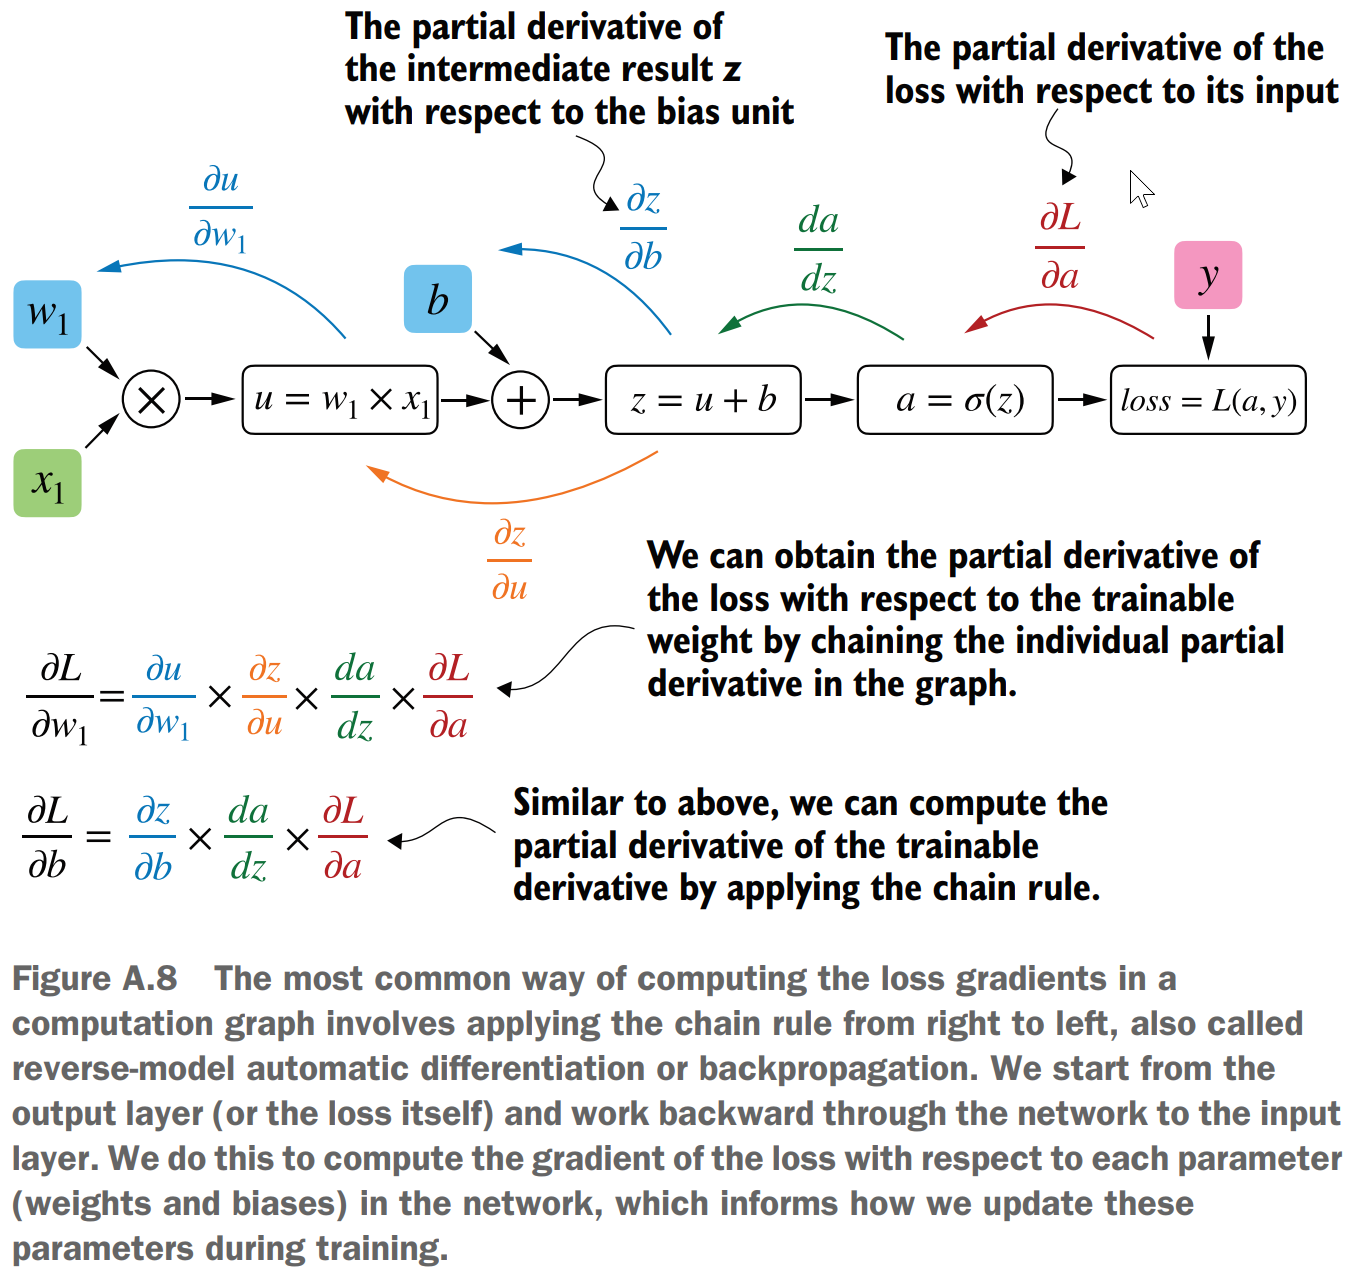 The partial derivative of
the intermediate result z
with respect to the bias unit
The partial derivative of the
loss with respect to its input
∂u
∂w₁
∂z
∂b
da
dz
∂L
∂a
w₁
b
y
×
u = w₁ × x₁
+
z = u + b
a = σ(z)
loss = L(a, y)
x₁
∂z
∂u
We can obtain the partial derivative of
the loss with respect to the trainable
weight by chaining the individual partial
derivative in the graph.
∂L/∂w₁ = ∂u/∂w₁ × ∂z/∂u × da/dz × ∂L/∂a
∂L/∂b = ∂z/∂b × da/dz × ∂L/∂a
Similar to above, we can compute the
partial derivative of the trainable
derivative by applying the chain rule.
Figure A.8 The most common way of computing the loss gradients in a
computation graph involves applying the chain rule from right to left, also called
reverse-model automatic differentiation or backpropagation. We start from the
output layer (or the loss itself) and work backward through the network to the input
layer. We do this to compute the gradient of the loss with respect to each parameter
(weights and biases) in the network, which informs how we update these
parameters during training.